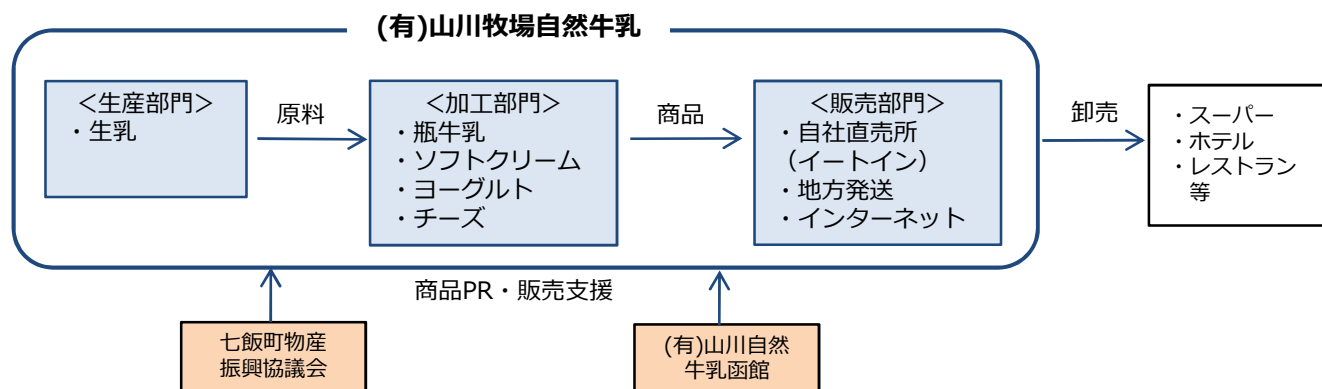 (有)山川牧場自然牛乳
＜生産部門＞
・生乳
原料
＜加工部門＞
・瓶牛乳
・ソフトクリーム
・ヨーグルト
・チーズ
商品
＜販売部門＞
・自社直売所
（イートイン）
・地方発送
・インターネット
卸売
・スーパー
・ホテル
・レストラン
等
商品PR・販売支援
七飯町物産
振興協議会
(有)山川自然
牛乳函館